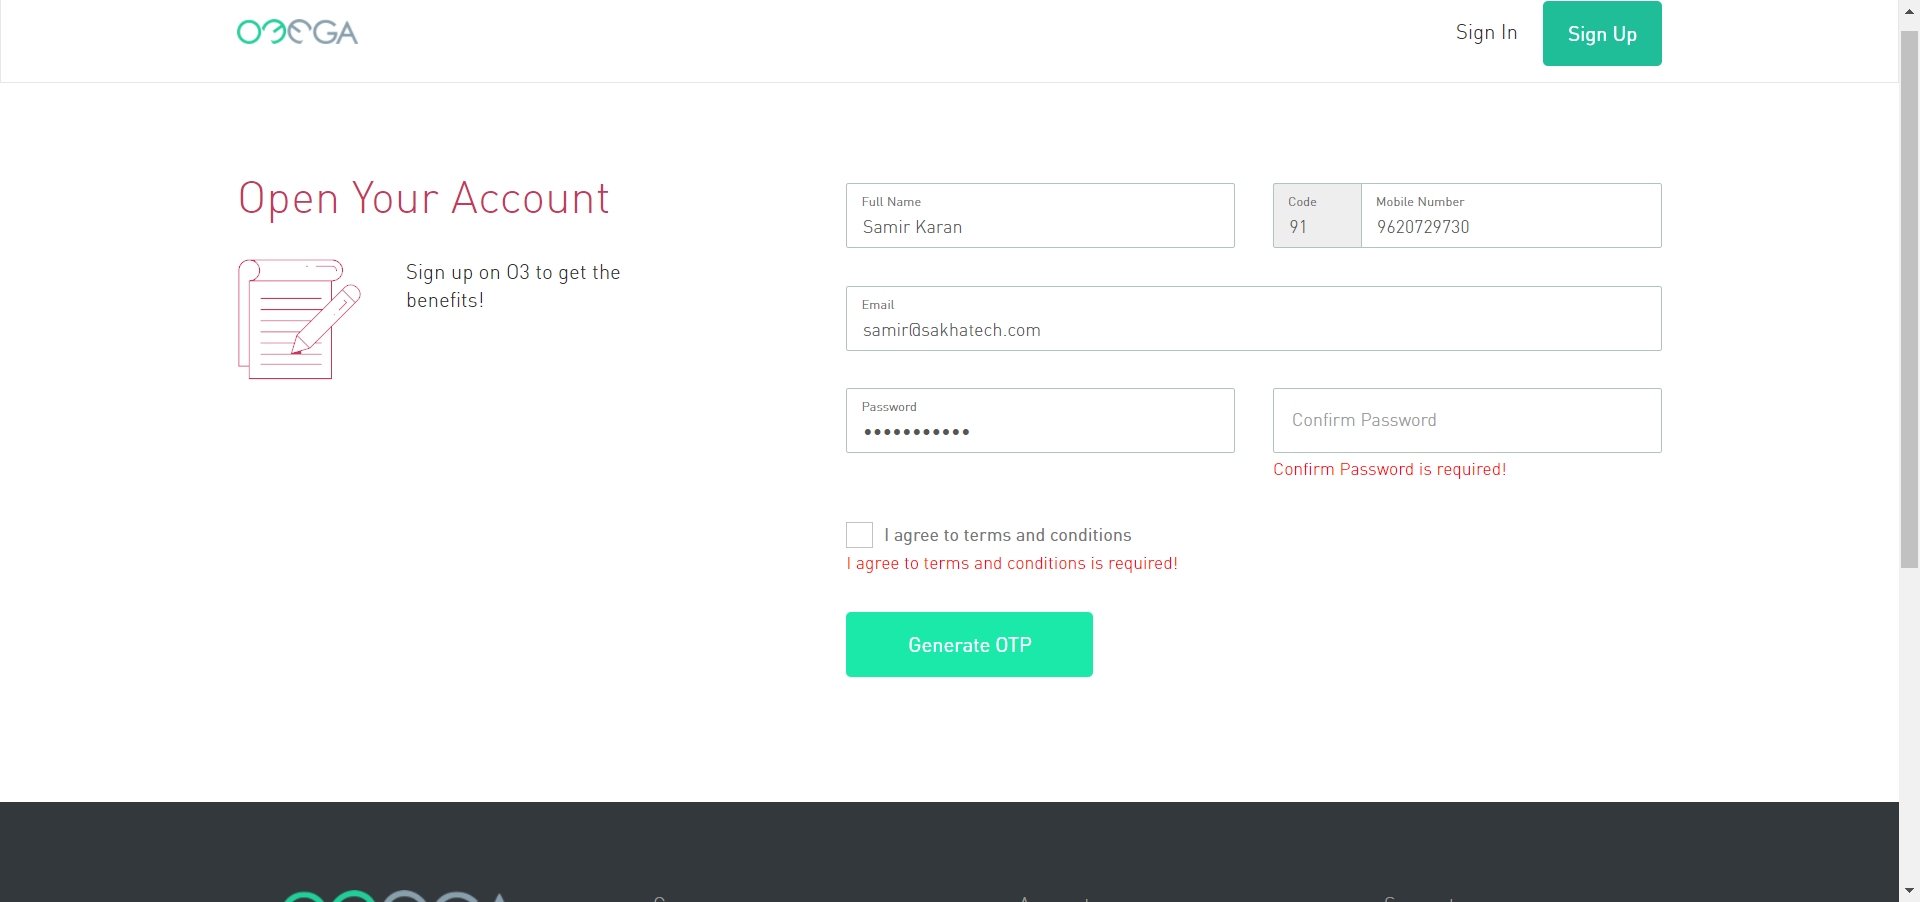 O3EGA
Sign In
Sign Up
Open Your Account
Sign up on O3 to get the
benefits!
Full Name
Samir Karan
Code
91
Mobile Number
9620729730
Email
samir@sakhatech.com
Password
•••••••••••
Confirm Password
Confirm Password is required!
I agree to terms and conditions
I agree to terms and conditions is required!
Generate OTP